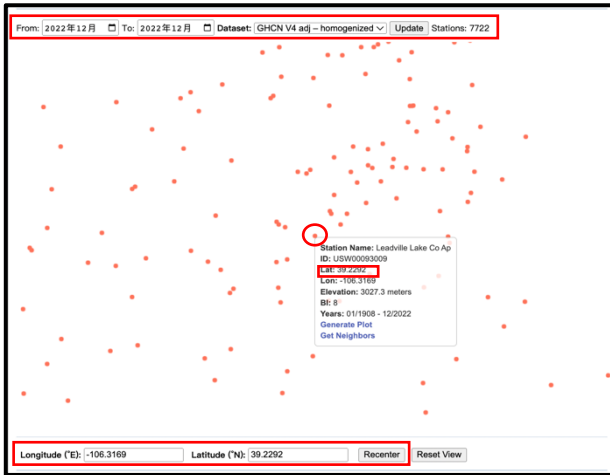 From: 2022年12月 To: 2022年12月 Dataset: GHCN V4 adj – homogenized Update Stations: 7722
Station Name: Leadville Lake Co Ap
ID: USW00093009
Lat: 39.2292
Lon: -106.3169
Elevation: 3027.3 meters
BI: 8
Years: 01/1908 - 12/2022
Generate Plot
Get Neighbors
Longitude (°E): -106.3169 Latitude (°N): 39.2292 Recenter Reset View